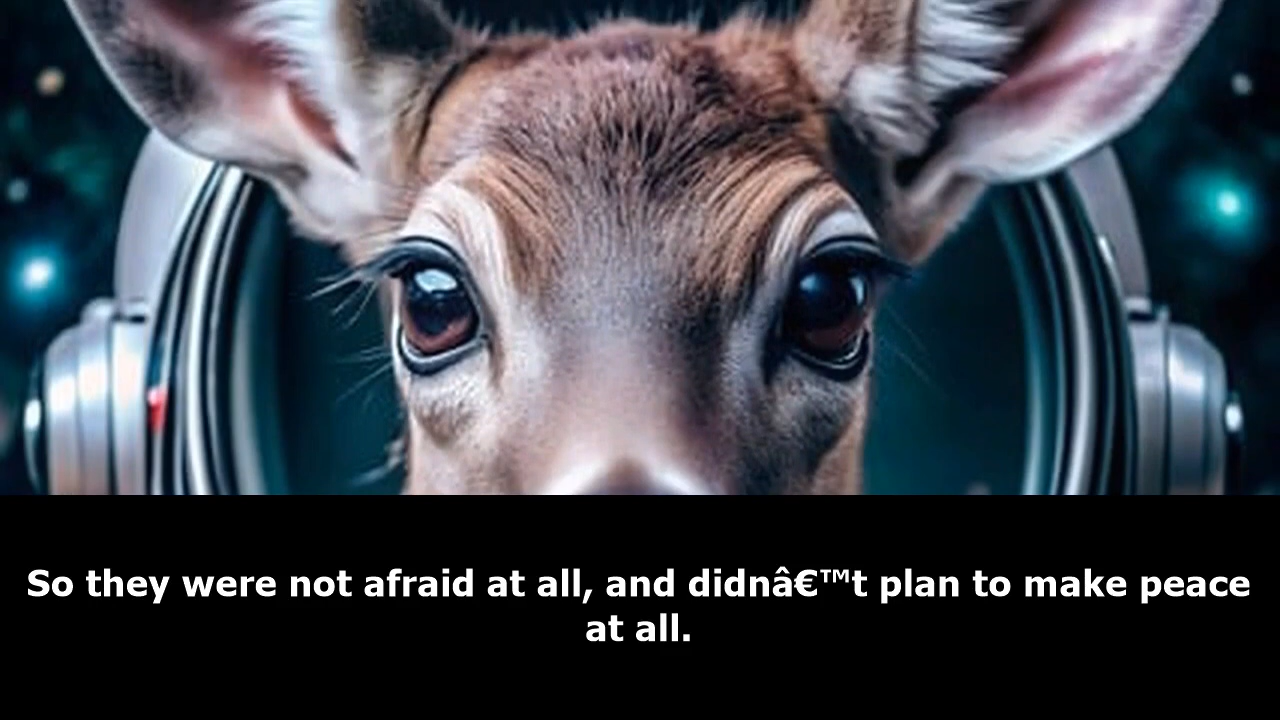 So they were not afraid at all, and didnâ€™t plan to make peace
at all.